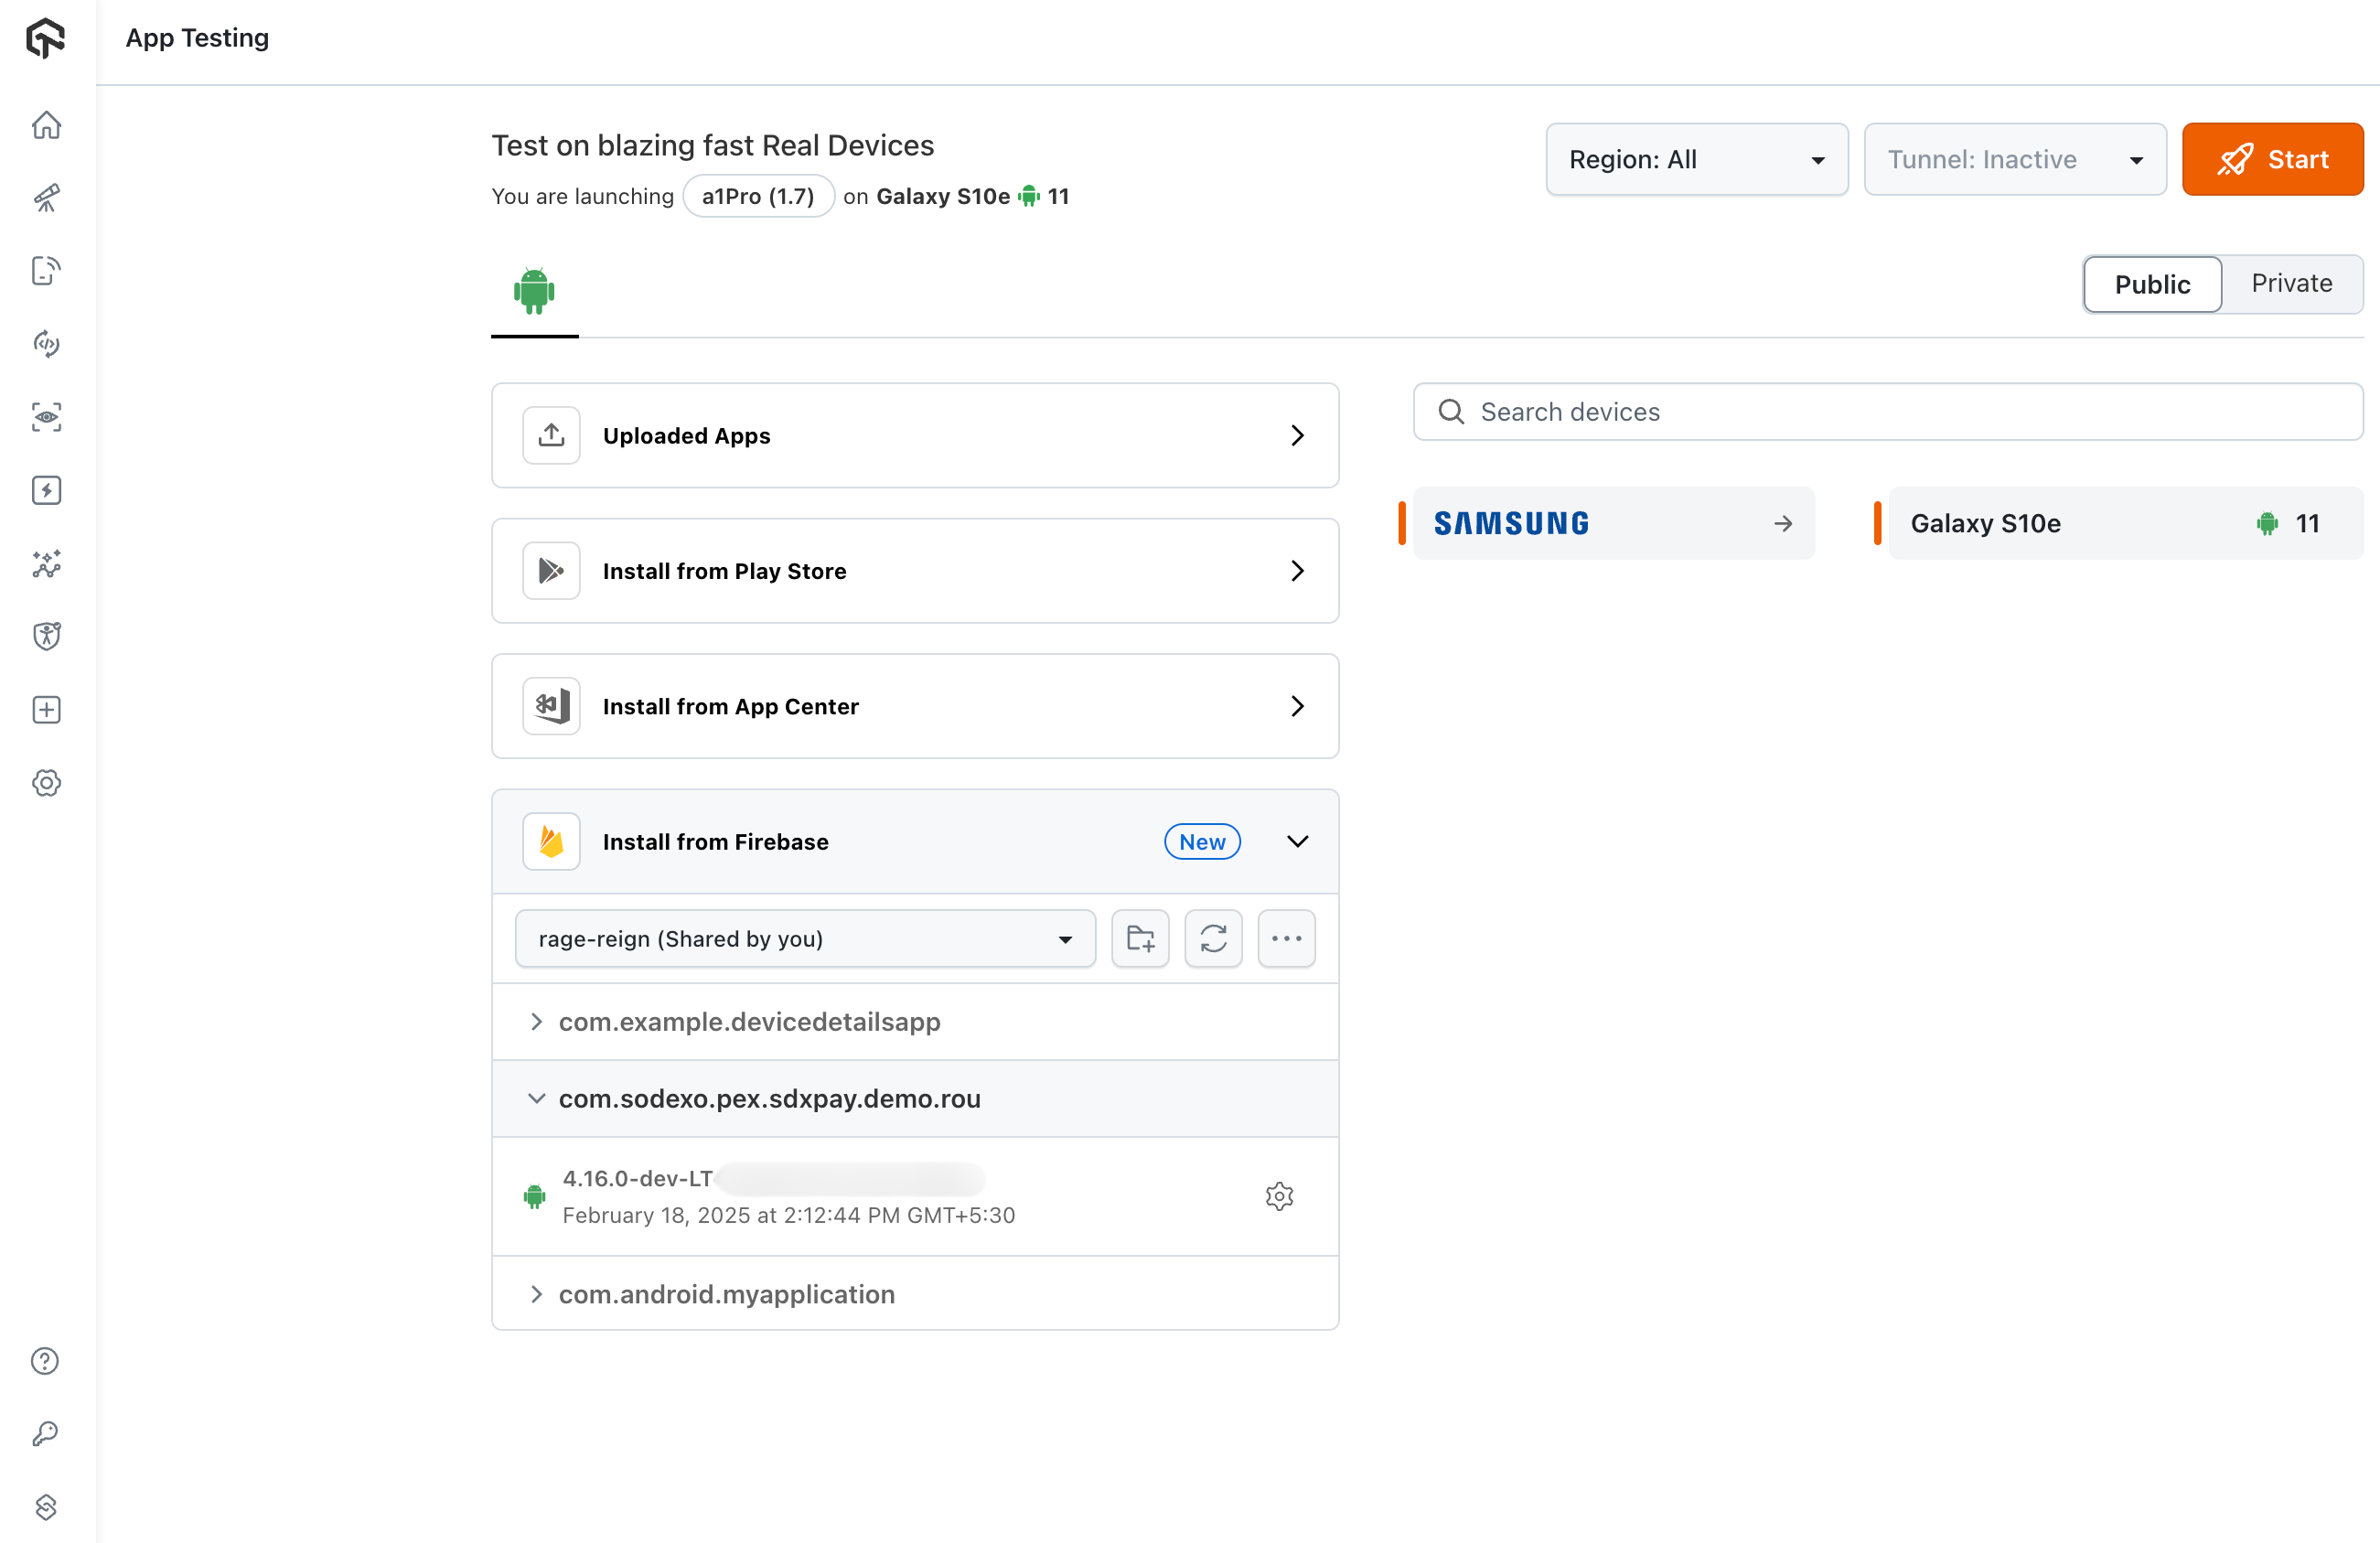 App Testing
Test on blazing fast Real Devices
You are launching a1Pro (1.7) on Galaxy S10e 11
Region: All
Tunnel: Inactive
Start
Public
Private
Uploaded Apps
Install from Play Store
Install from App Center
Install from Firebase
New
rage-reign (Shared by you)
com.example.devicedetailsapp
com.sodexo.pex.sdxpay.demo.rou
4.16.0-dev-LT
February 18, 2025 at 2:12:44 PM GMT+5:30
com.android.myapplication
Search devices
SAMSUNG
Galaxy S10e
11